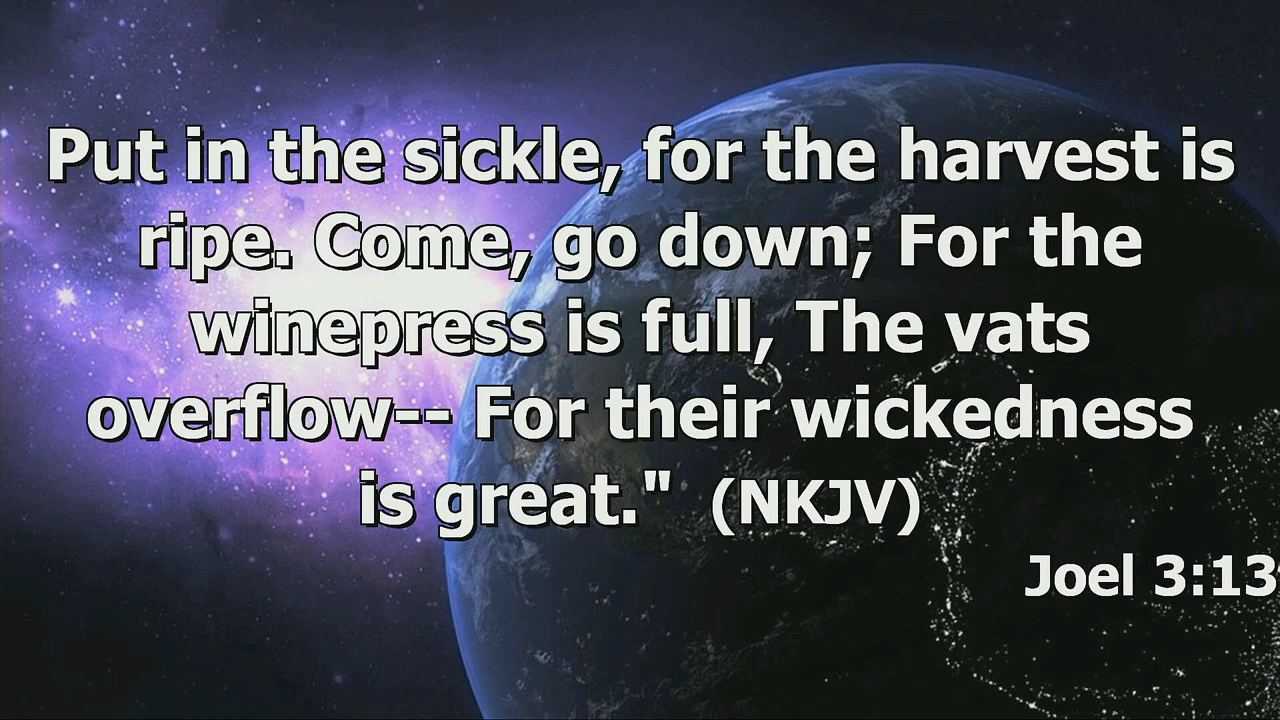 Put in the sickle, for the harvest is
ripe. Come, go down; For the
winepress is full, The vats
overflow-- For their wickedness
is great." (NKJV)
Joel 3:13